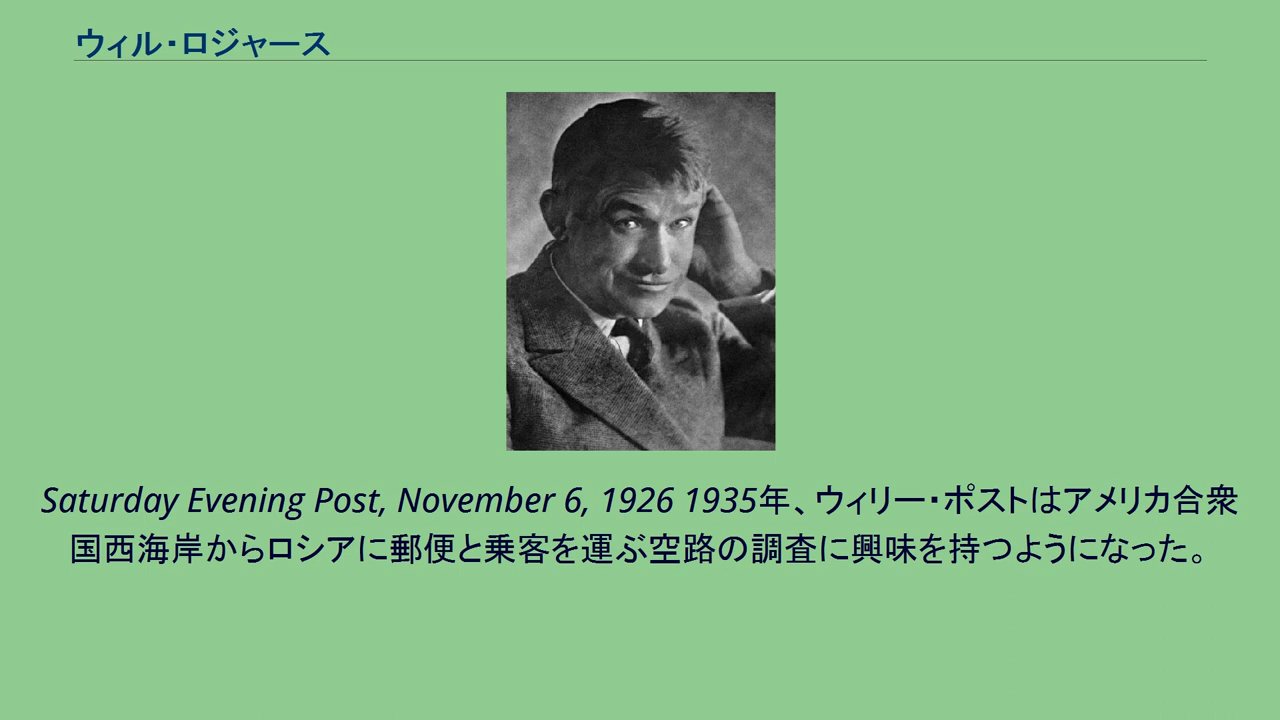 ウィル・ロジャース
Saturday Evening Post, November 6, 1926 1935年、ウィリー・ポストはアメリカ合衆
国西海岸からロシアに郵便と乗客を運ぶ空路の調査に興味を持つようになった。